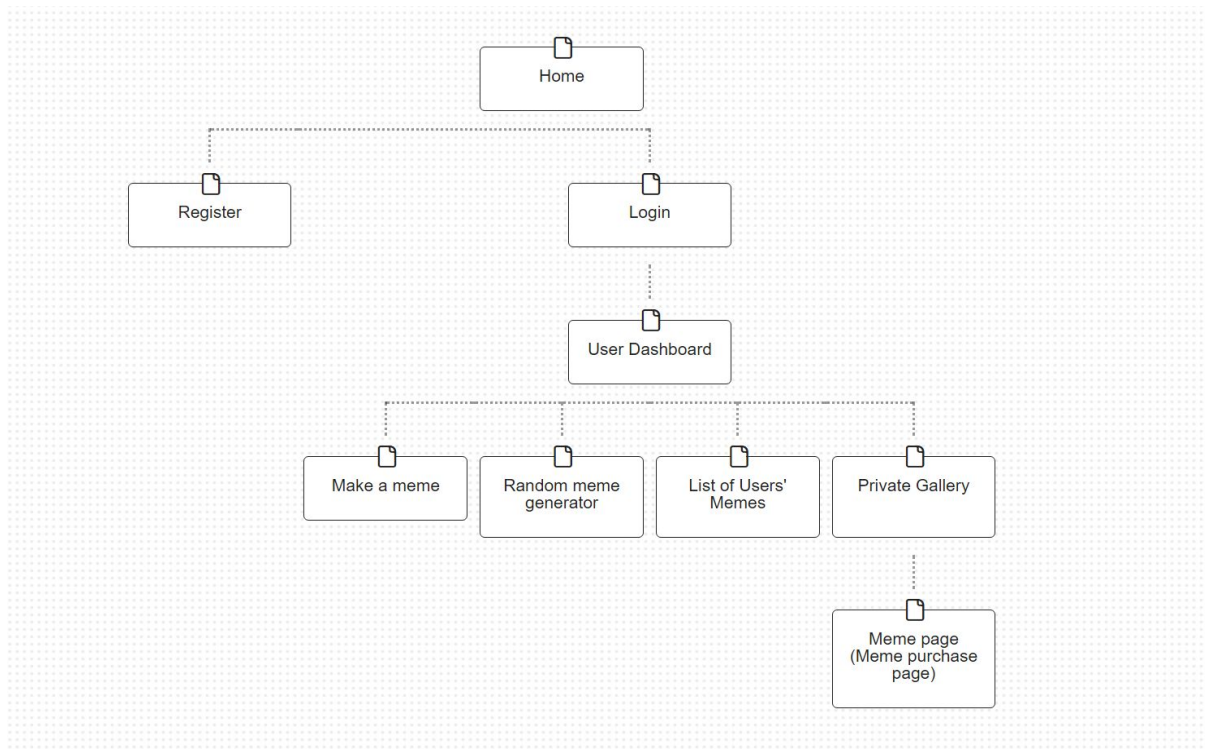 Home
Register
Login
User Dashboard
Make a meme
Random meme
generator
List of Users'
Memes
Private Gallery
Meme page
(Meme purchase
page)